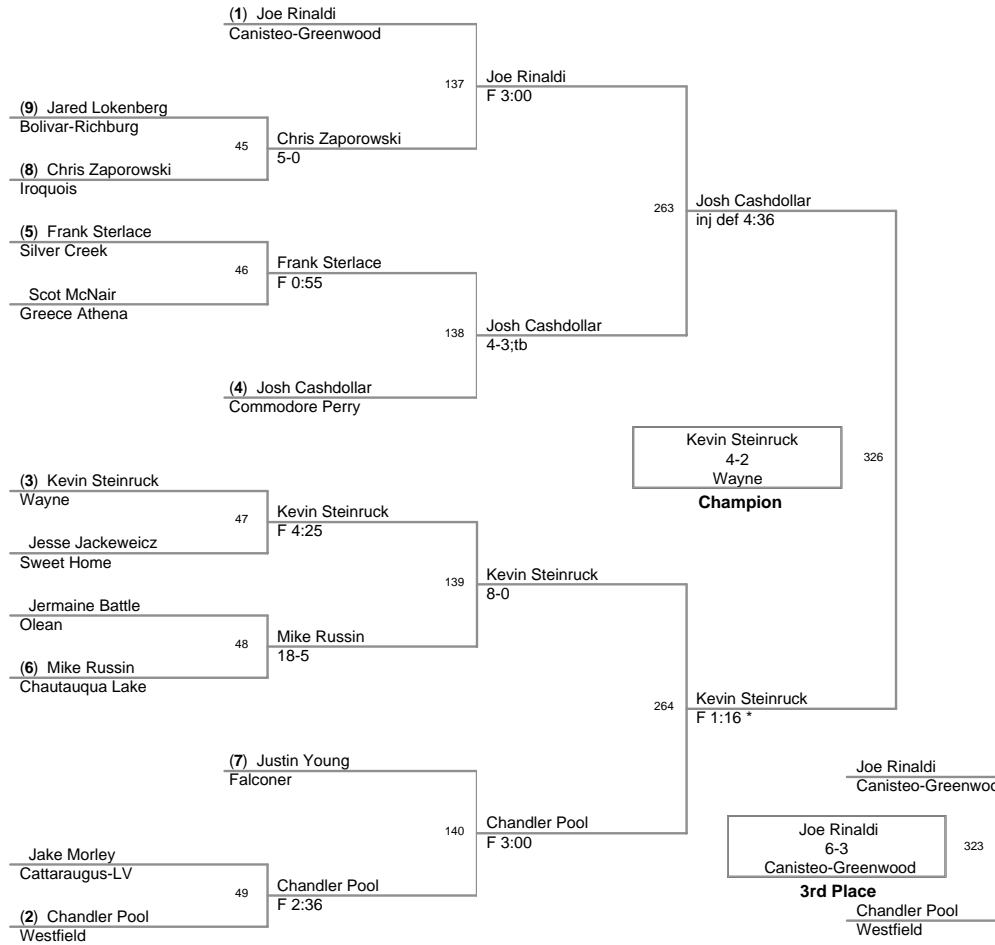 (1) Joe Rinaldi
Canisteo-Greenwood
137
Joe Rinaldi
F 3:00
(9) Jared Lokenberg
Bolivar-Richburg
45
Chris Zaporowski
5-0
(8) Chris Zaporowski
Iroquois
263
Josh Cashdollar
inj def 4:36
(5) Frank Sterlace
Silver Creek
46
Frank Sterlace
F 0:55
Scot McNair
Greece Athena
138
Josh Cashdollar
4-3;tb
(4) Josh Cashdollar
Commodore Perry
Kevin Steinruck
4-2
Wayne
Champion
326
(3) Kevin Steinruck
Wayne
47
Kevin Steinruck
F 4:25
Jesse Jackeweicz
Sweet Home
139
Kevin Steinruck
8-0
Jermaine Battle
Olean
48
Mike Russin
18-5
(6) Mike Russin
Chautauqua Lake
264
Kevin Steinruck
F 1:16 *
(7) Justin Young
Falconer
140
Chandler Pool
F 3:00
Jake Morley
Cattaraugus-LV
49
Chandler Pool
F 2:36
(2) Chandler Pool
Westfield
Joe Rinaldi
Canisteo-Greenwood
Joe Rinaldi
6-3
Canisteo-Greenwood
3rd Place
323
Chandler Pool
Westfield